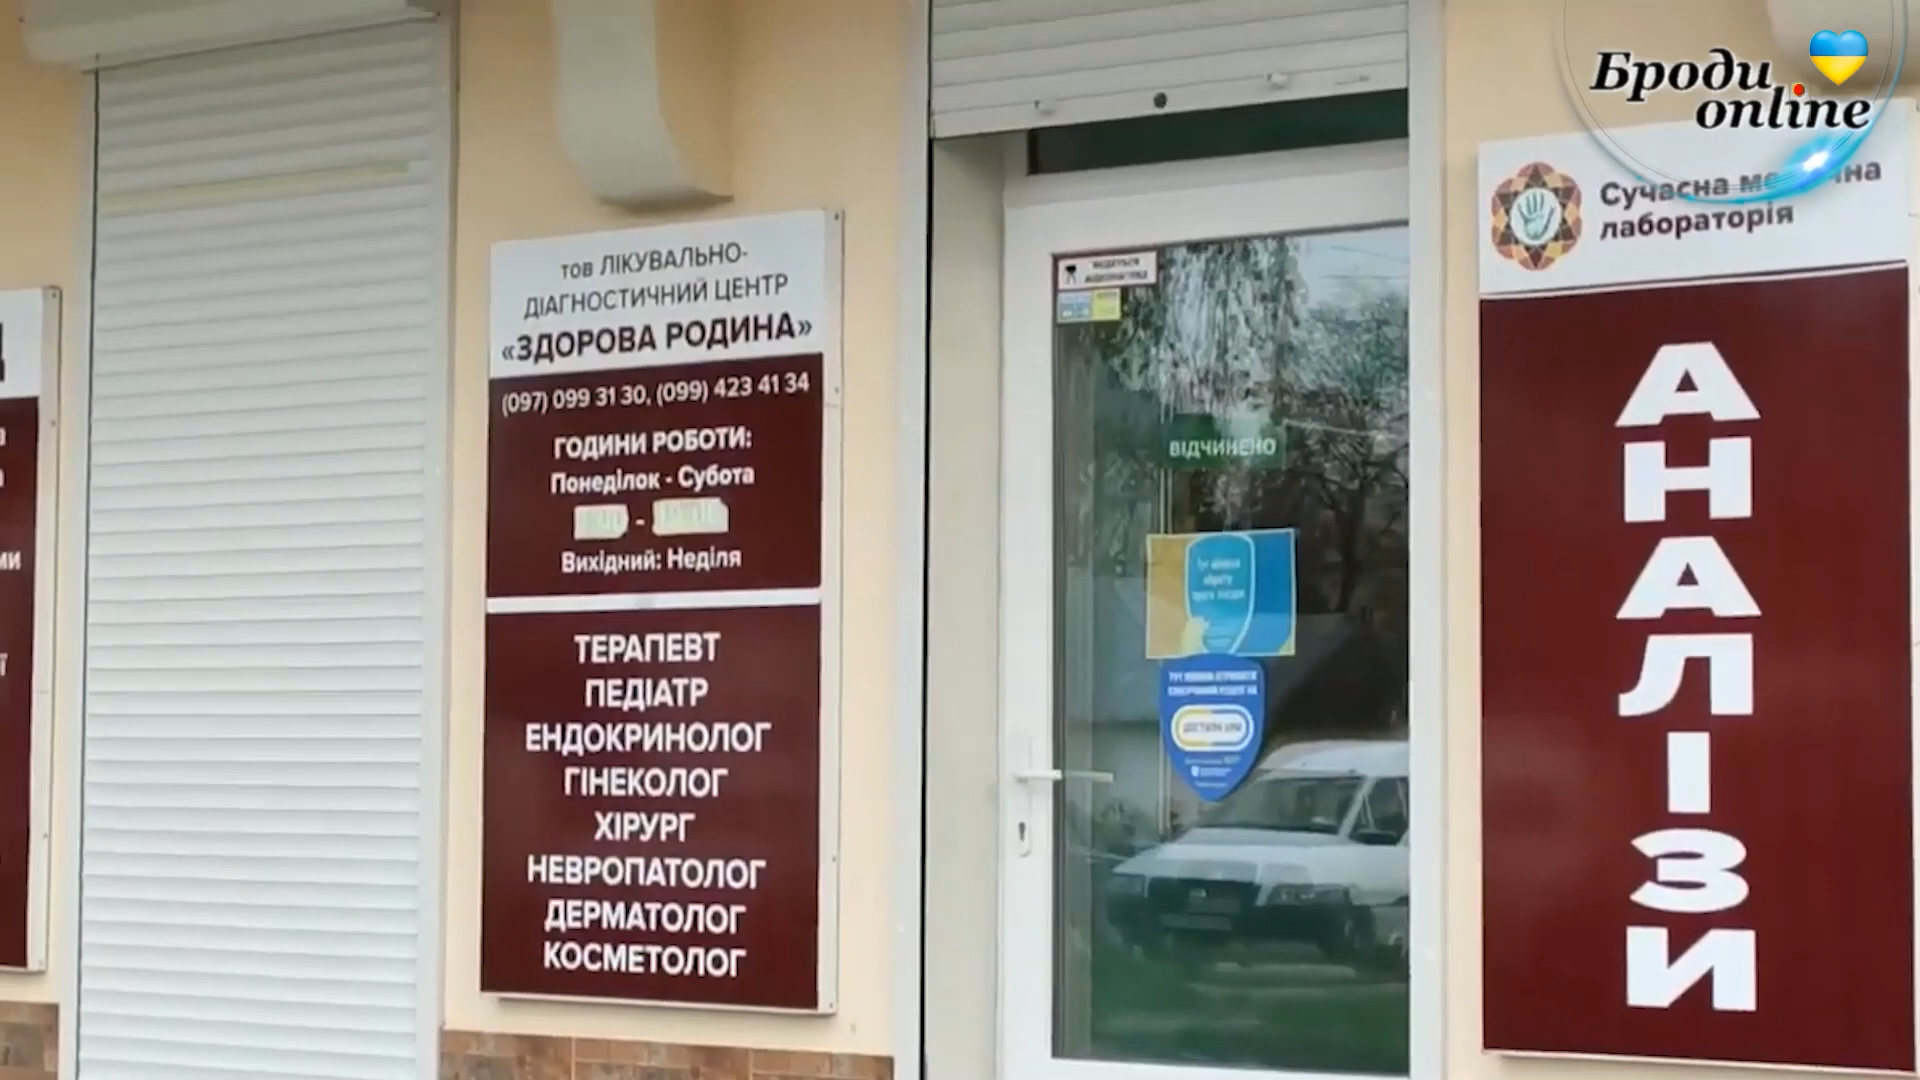 Броди
online
тов ЛІКУВАЛЬНО-
ДІАГНОСТИЧНИЙ ЦЕНТР
«ЗДОРОВА РОДИНА»
(097) 099 31 30, (099) 423 41 34
ГОДИНИ РОБОТИ:
Понеділок - Субота
-
Вихідний: Неділя
ТЕРАПЕВТ
ПЕДІАТР
ЕНДОКРИНОЛОГ
ГІНЕКОЛОГ
ХІРУРГ
НЕВРОПАТОЛОГ
ДЕРМАТОЛОГ
КОСМЕТОЛОГ
ВІДЧИНЕНО
Сучасна
лабораторія
АНАЛІЗИ